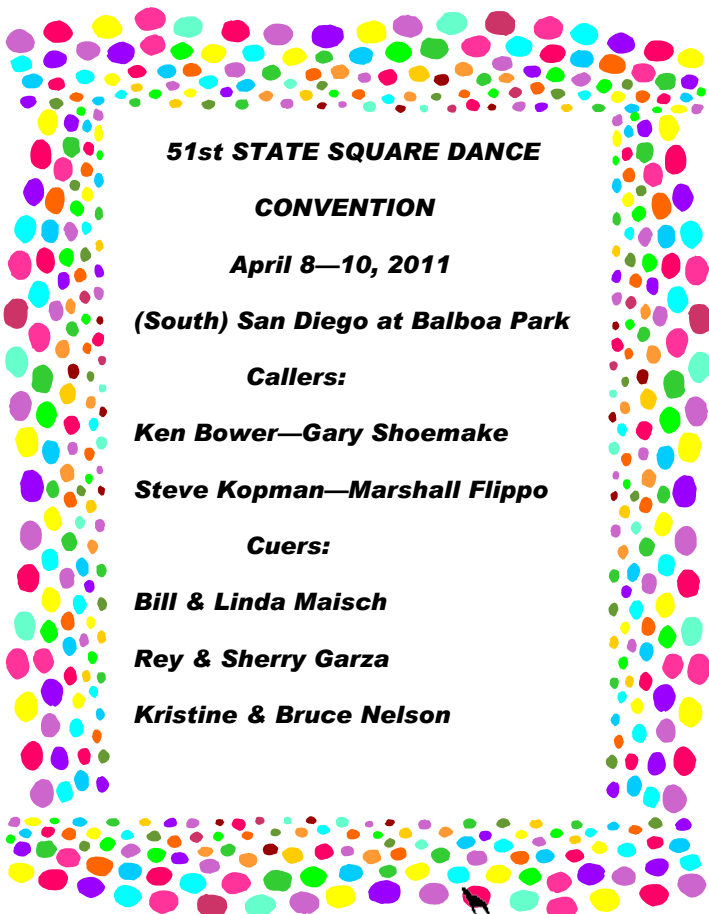 51st STATE SQUARE DANCE
CONVENTION
April 8—10, 2011
(South) San Diego at Balboa Park
Callers:
Ken Bower—Gary Shoemake
Steve Kopman—Marshall Flippo
Cuers:
Bill & Linda Maisch
Rey & Sherry Garza
Kristine & Bruce Nelson